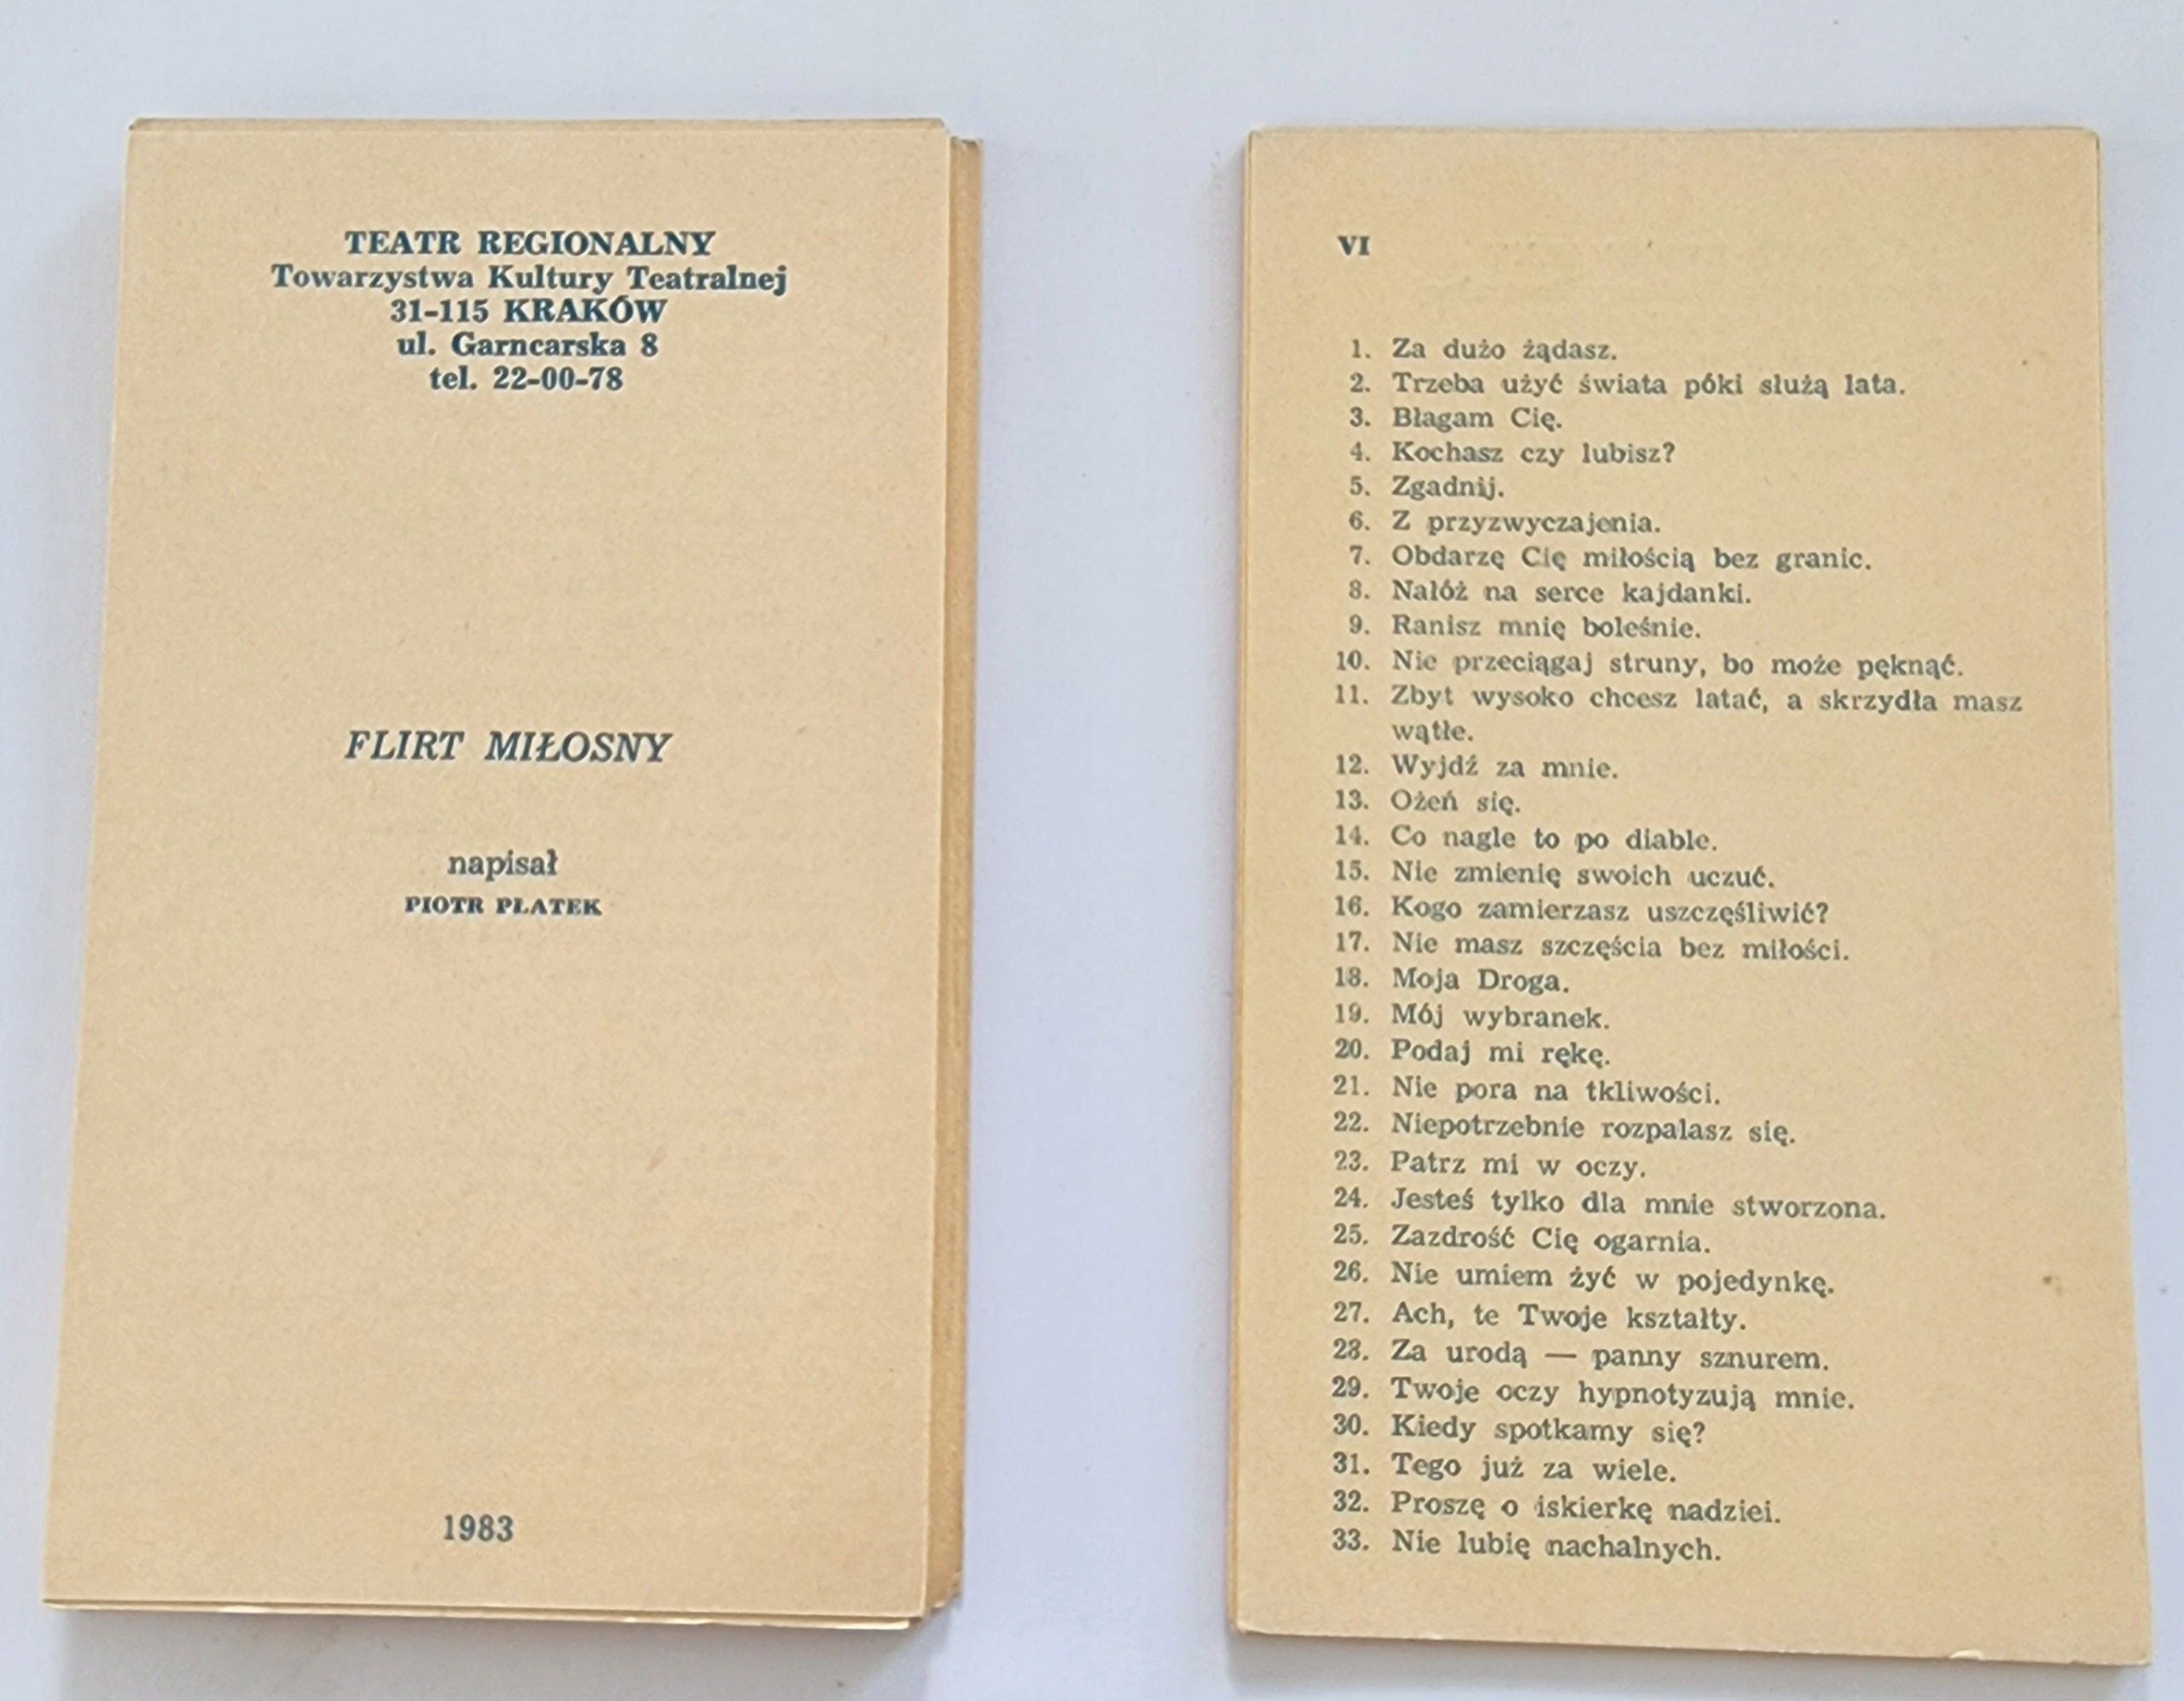 TEATR REGIONALNY
Towarzystwa Kultury Teatralnej
31-115 KRAKÓW
ul. Garncarska 8
tel. 22-00-78
FLIRT MIŁOSNY
napisał
PIOTR PŁATEK
1983
VI
1. Za dużo żądasz.
2. Trzeba użyć świata póki służą lata.
3. Błagam Cię.
4. Kochasz czy lubisz?
5. Zgadnij.
6. Z przyzwyczajenia.
7. Obdarzę Cię miłością bez granic.
8. Nałóż na serce kajdanki.
9. Ranisz mnię boleśnie.
10. Nie przeciągaj struny, bo może pęknąć.
11. Zbyt wysoko chcesz latać, a skrzydła masz
wątłe.
12. Wyjdź za mnie.
13. Ożeń się.
14. Co nagle to po diable.
15. Nie zmienię swoich uczuć.
16. Kogo zamierzasz uszczęśliwić?
17. Nie masz szczęścia bez miłości.
18. Moja Droga.
19. Mój wybranek.
20. Podaj mi rękę.
21. Nie pora na tkliwości.
22. Niepotrzebnie rozpalasz się.
23. Patrz mi w oczy.
24. Jesteś tylko dla mnie stworzona.
25. Zazdrość Cię ogarnia.
26. Nie umiem żyć w pojedynkę.
27. Ach, te Twoje kształty.
28. Za urodą — panny sznurem.
29. Twoje oczy hypnotyzują mnie.
30. Kiedy spotkamy się?
31. Tego już za wiele.
32. Proszę o iskierkę nadziei.
33. Nie lubię nachalnych.